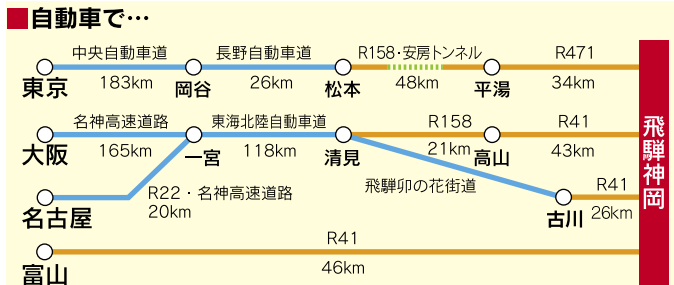 ■自動車で…
中央自動車道
長野自動車道
R158・安房トンネル
R471
183km
26km
48km
34km
東京
岡谷
松本
平湯
名神高速道路
東海北陸自動車道
R158
R41
165km
118km
21km
43km
大阪
一宮
清見
高山
飛騨卯の花街道
R22・名神高速道路
20km
R41
26km
名古屋
古川
R41
46km
富山
飛騨神岡